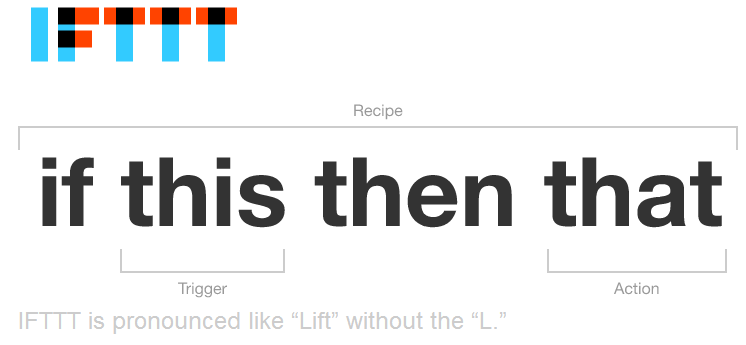 IFTTT
Recipe
if this then that
Trigger Action
IFTTT is pronounced like “Lift” without the “L.”